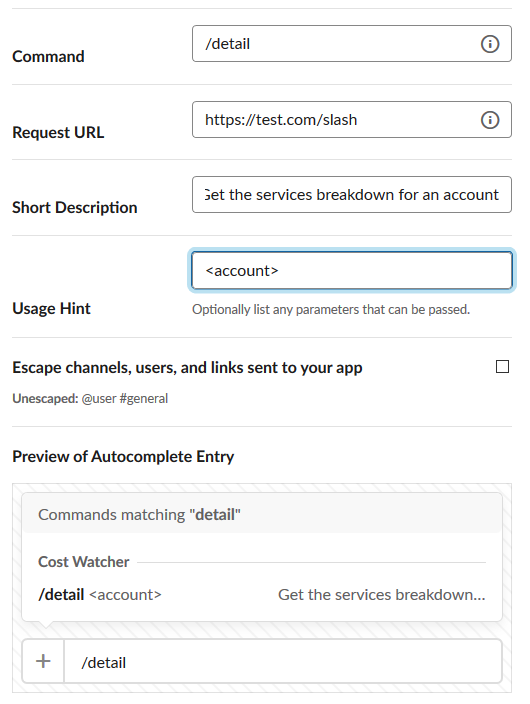 Command
/detail
Request URL
https://test.com/slash
Short Description
Get the services breakdown for an account
Usage Hint
<account>
Optionally list any parameters that can be passed.
Escape channels, users, and links sent to your app
Unescaped: @user #general
Preview of Autocomplete Entry
Commands matching "detail"
Cost Watcher
/detail <account> Get the services breakdown...
+ /detail